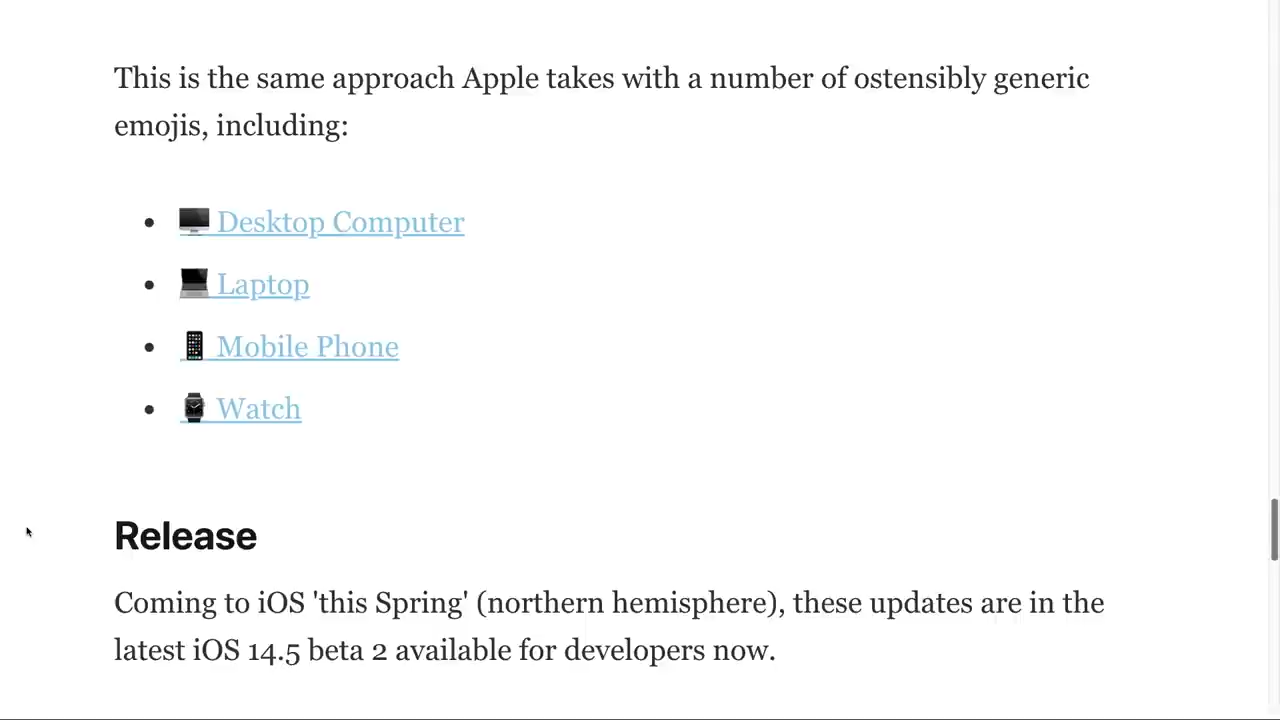 This is the same approach Apple takes with a number of ostensibly generic
emojis, including:
• 🖥️ Desktop Computer
• 💻 Laptop
• 📱 Mobile Phone
• ⌚ Watch
Release
Coming to iOS 'this Spring' (northern hemisphere), these updates are in the
latest iOS 14.5 beta 2 available for developers now.